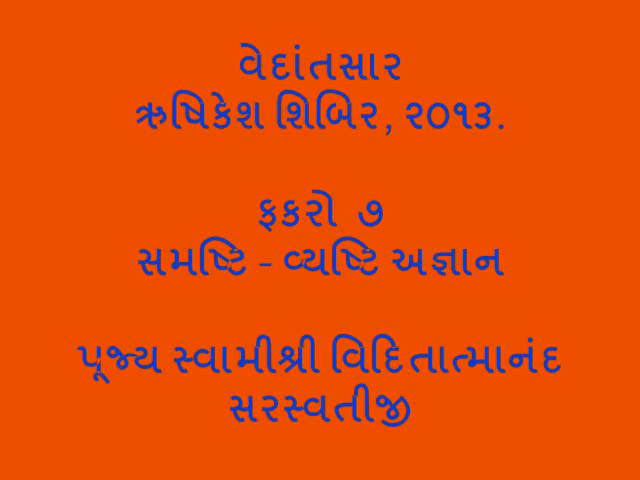 વેદાંતસાર
ઋષિકેશ શિબિર, ૨૦૧૩.
ફકરો ૭
સમષ્ટિ - વ્યષ્ટિ અજ્ઞાન
પૂજ્ય સ્વામીશ્રી વિદિતાત્માનંદ
સરસ્વતીજી